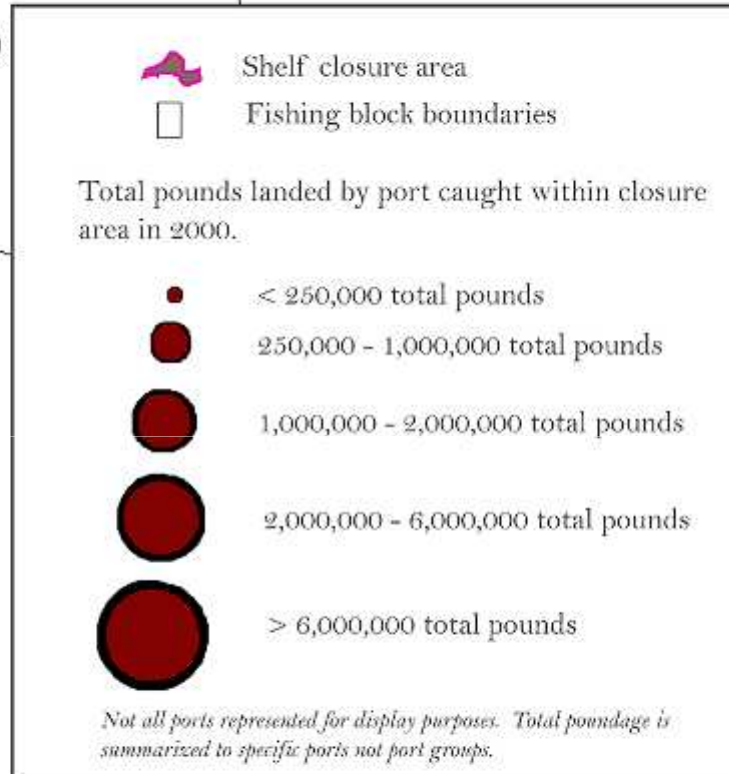 Shelf closure area
Fishing block boundaries
Total pounds landed by port caught within closure
area in 2000.
< 250,000 total pounds
250,000 - 1,000,000 total pounds
1,000,000 - 2,000,000 total pounds
2,000,000 - 6,000,000 total pounds
> 6,000,000 total pounds
Not all ports represented for display purposes. Total poundage is
summarized to specific ports not port groups.